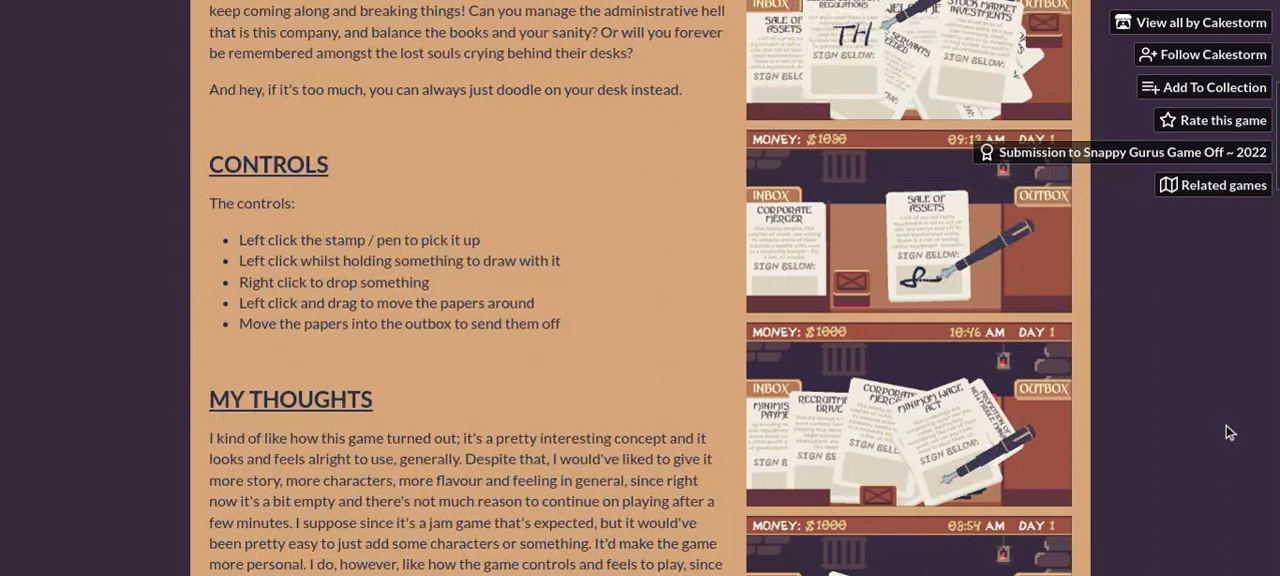 keep coming along and breaking things! Can you manage the administrative hell
that is this company, and balance the books and your sanity? Or will you forever
be remembered amongst the lost souls crying behind their desks?
And hey, if it's too much, you can always just doodle on your desk instead.
CONTROLS
The controls:
Left click the stamp / pen to pick it up
Left click whilst holding something to draw with it
Right click to drop something
Left click and drag to move the papers around
Move the papers into the outbox to send them off
MY THOUGHTS
I kind of like how this game turned out; it's a pretty interesting concept and it
looks and feels alright to use, generally. Despite that, I would've liked to give it
more story, more characters, more flavour and feeling in general, since right
now it's a bit empty and there's not much reason to continue on playing after a
few minutes. I suppose since it's a jam game that's expected, but it would've
been pretty easy to just add some characters or something. It'd make the game
more personal. I do, however, like how the game controls and feels to play, since
INBOX
OUTBOX
REGULATIONS
STOCK MARKET
INVESTMENTS
SALE OF
ASSETS
TH
SERVANTS
SIGN BELOW:
SIGN BELOW:
MONEY: $1080
09:13 AM DAY 1
INBOX
OUTBOX
CORPORATE
MERGER
SIGN BELOW:
SALE OF
ASSETS
SIGN BELOW:
MONEY: $1000
10:46 AM DAY 1
INBOX
OUTBOX
RECRUITME
DRIVE
MINIMUM WAGE
ACT
SIGN B
SIGN BELOW:
MONEY: $1000
08:54 AM DAY 1
View all by Cakestorm
Follow Cakestorm
Add To Collection
Rate this game
Submission to Snappy Gurus Game Off ~ 2022
Related games